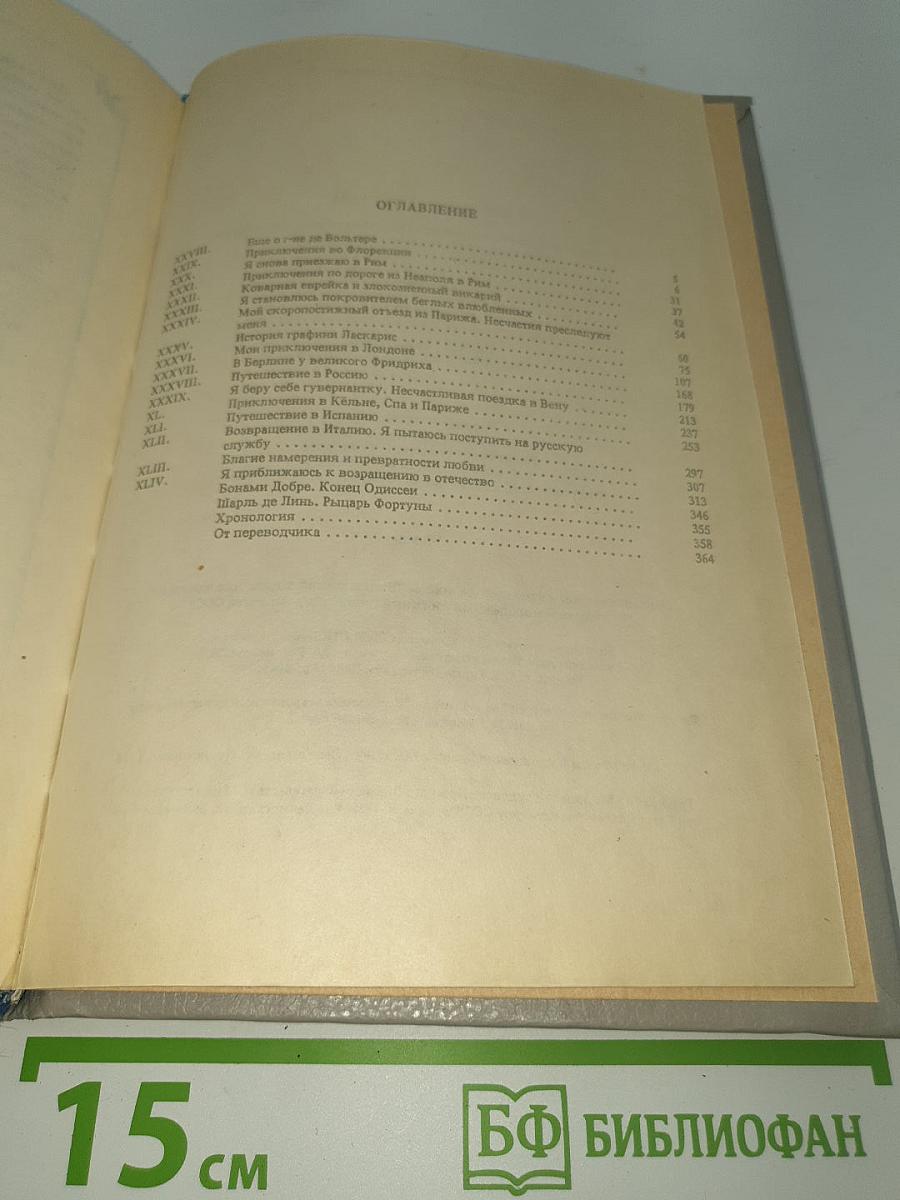 ОГЛАВЛЕНИЕ
XXVIII. Еще о г-не де Вольтере 5
XXIX. Приключения во Флоренции 6
XXX. Я снова приезжаю в Рим 31
XXXI. Приключения по дороге из Неаполя в Рим 37
XXXII. Коварная еврейка и злокозненный викарий 42
XXXIII. Я становлюсь покровителем беглых влюбленных 54
XXXIV. Мой скоропостижный отъезд из Парижа. Несчастия преследуют
меня 60
XXXV. История графини Ласкарис 75
XXXVI. Мои приключения в Лондоне 107
XXXVII. В Берлине у великого Фридриха 168
XXXVIII. Путешествие в Россию 179
XXXIX. Я беру себе гувернантку. Несчастливая поездка в Вену 213
XL. Приключения в Кёльне, Спа и Париже 237
XLI. Путешествие в Испанию 253
XLII. Возвращение в Италию. Я пытаюсь поступить на русскую
службу 297
XLIII. Благие намерения и превратности любви 307
XLIV. Я приближаюсь к возращению в отечество 313
Бонами Добре. Конец Одиссеи 346
Шарль де Линь. Рыцарь Фортуны 355
Хронология 358
От переводчика 364
15 см
БФ БИБЛИОФАН